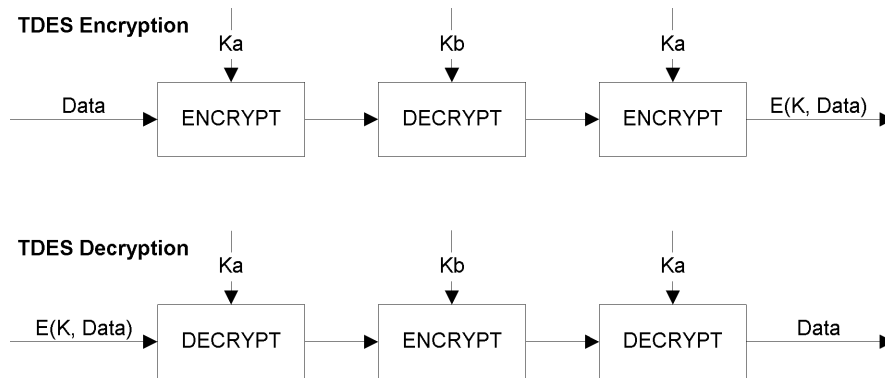 TDES Encryption
Ka
Kb
Ka
Data
ENCRYPT
DECRYPT
ENCRYPT
E(K, Data)
TDES Decryption
Ka
Kb
Ka
E(K, Data)
DECRYPT
ENCRYPT
DECRYPT
Data